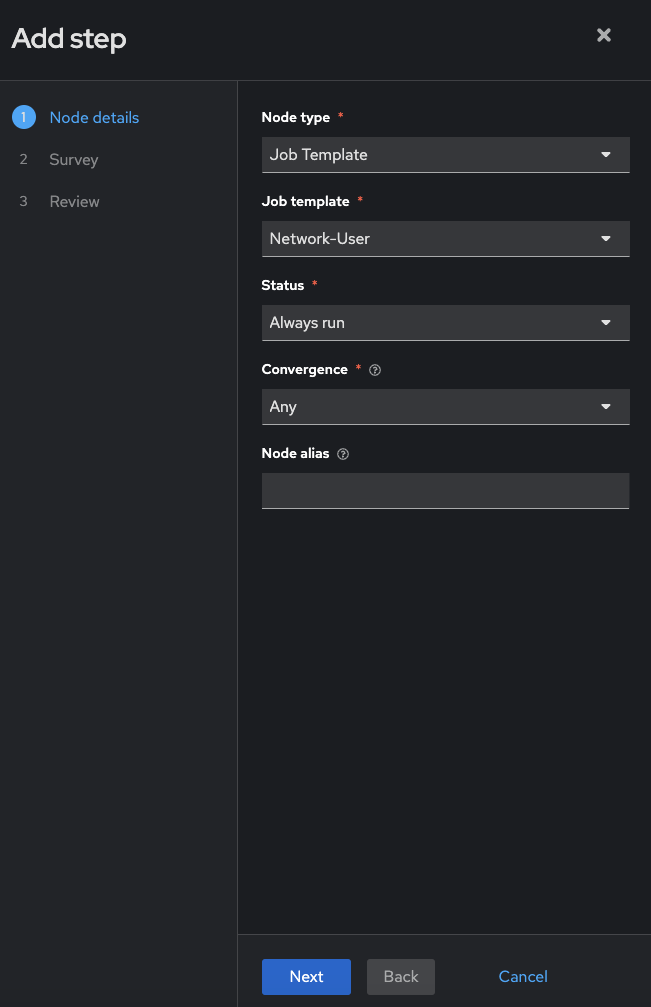 Add step
1 Node details
2 Survey
3 Review
Node type *
Job Template
Job template *
Network-User
Status *
Always run
Convergence *
Any
Node alias
Next Back Cancel